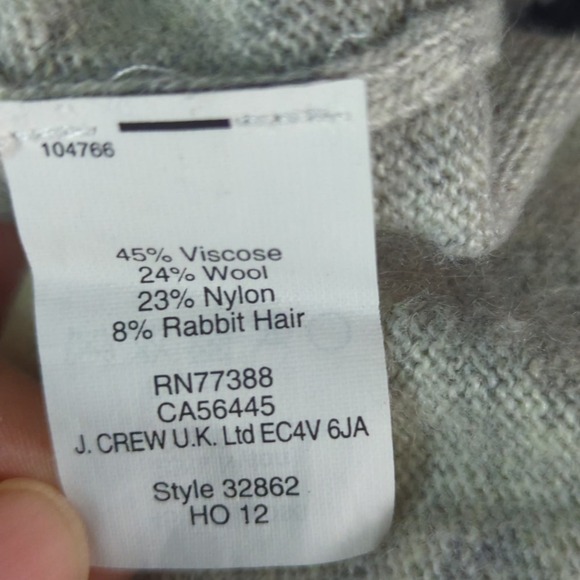 104766
45% Viscose
24% Wool
23% Nylon
8% Rabbit Hair
RN77388
CA56445
J. CREW U.K. Ltd EC4V 6JA
Style 32862
HO 12